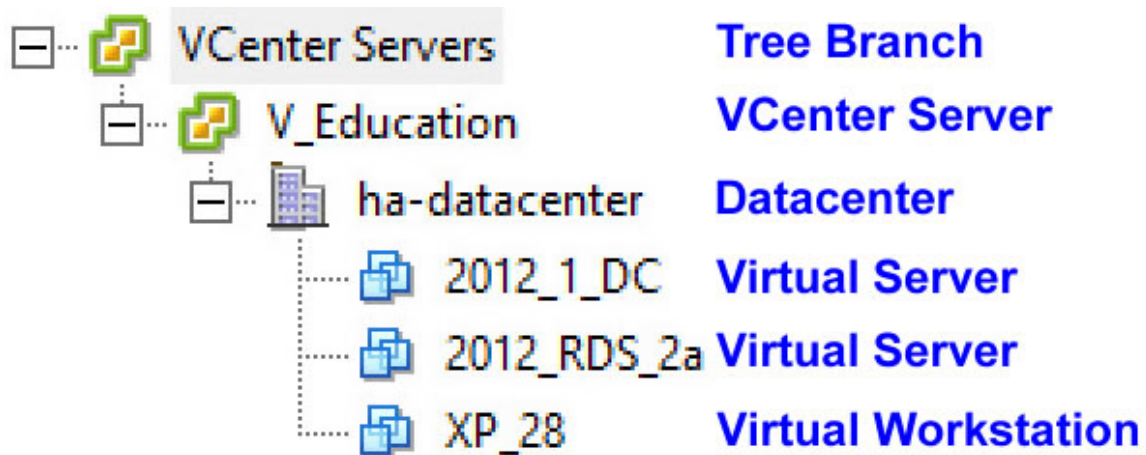 VCenter Servers Tree Branch
V_Education VCenter Server
ha-datacenter Datacenter
2012_1_DC Virtual Server
2012_RDS_2a Virtual Server
XP_28 Virtual Workstation